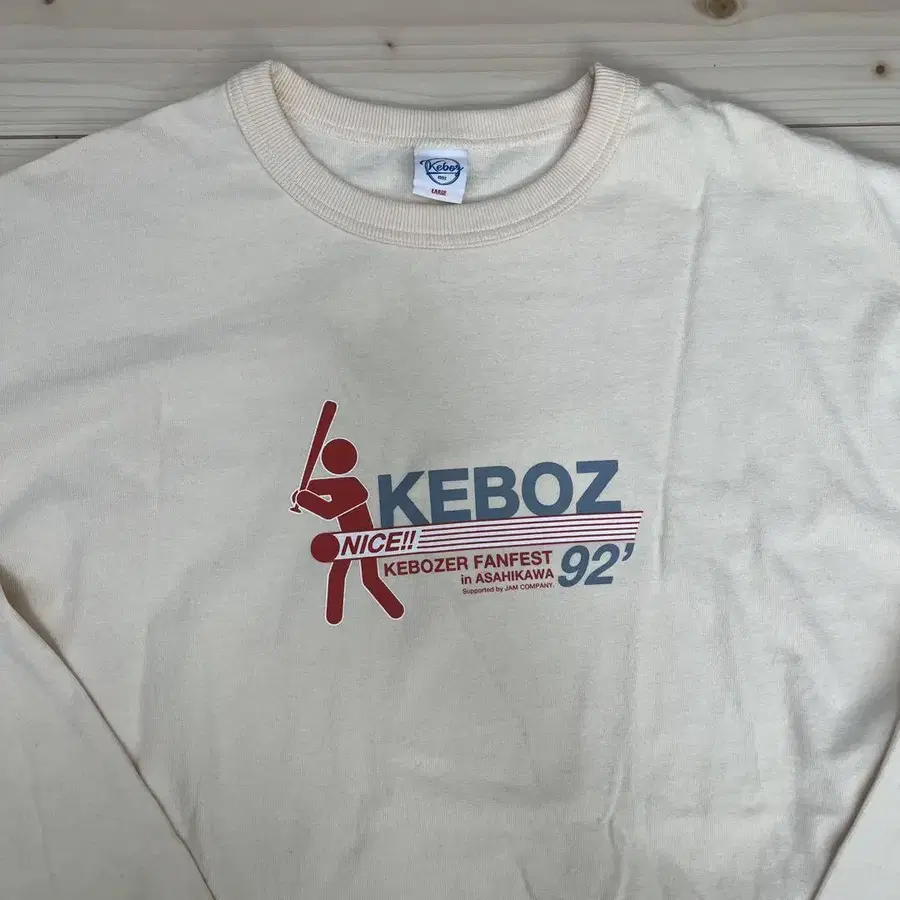 Keboz
LARGE
KEBOZ
NICE!!
KEBOZER FANFEST
in ASAHIKAWA
92’
Supported by JAM COMPANY.